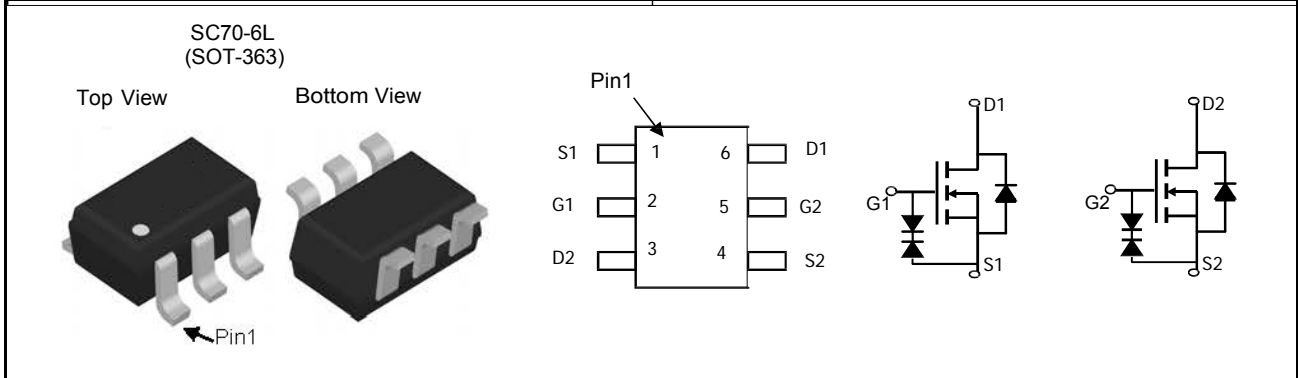 SC70-6L
(SOT-363)
Top View
Bottom View
Pin1
Pin1
S1 1 6 D1
G1 2 5 G2
D2 3 4 S2
D1
G1
S1
D2
G2
S2